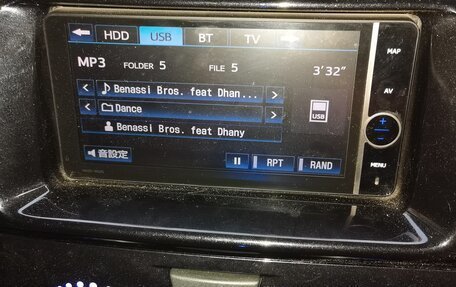 HDD USB BT TV
MAP
MP3 FOLDER 5 FILE 5 3'32"
Benassi Bros. feat Dhan...
AV
Dance
USB
Benassi Bros. feat Dhany
音設定
RPT RAND
MENU